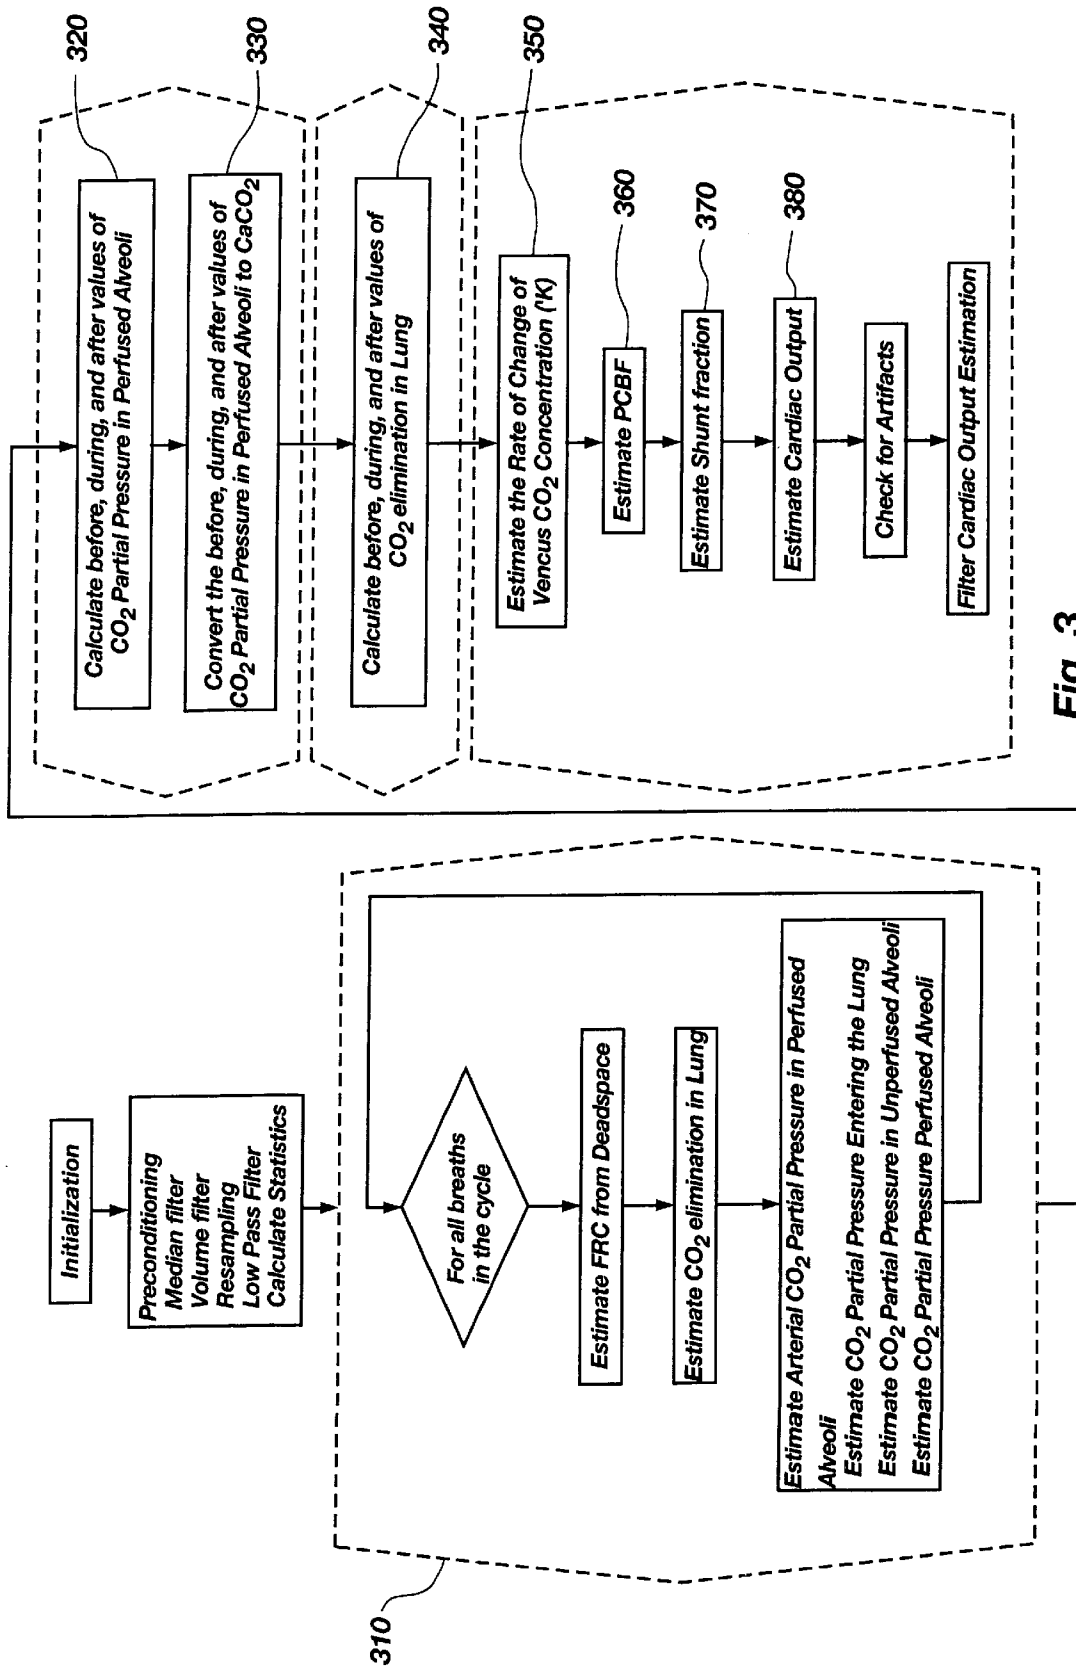 Initialization
Preconditioning
Median filter
Volume filter
Resampling
Low Pass Filter
Calculate Statistics
310
For all breaths
in the cycle
Estimate FRC from Deadspace
Estimate CO2 elimination in Lung
Estimate Arterial CO2 Partial Pressure in Perfused
Alveoli
Estimate CO2 Partial Pressure Entering the Lung
Estimate CO2 Partial Pressure in Unperfused Alveoli
Estimate CO2 Partial Pressure Perfused Alveoli
320
Calculate before, during, and after values of
CO2 Partial Pressure in Perfused Alveoli
330
Convert the before, during, and after values of
CO2 Partial Pressure in Perfused Alveoli to CaCO2
340
Calculate before, during, and after values of
CO2 elimination in Lung
350
Estimate the Rate of Change of
Vencus CO2 Concentration ('K)
360
Estimate PCBF
370
Estimate Shunt fraction
380
Estimate Cardiac Output
Check for Artifacts
Filter Cardiac Output Estimation
Fig. 3